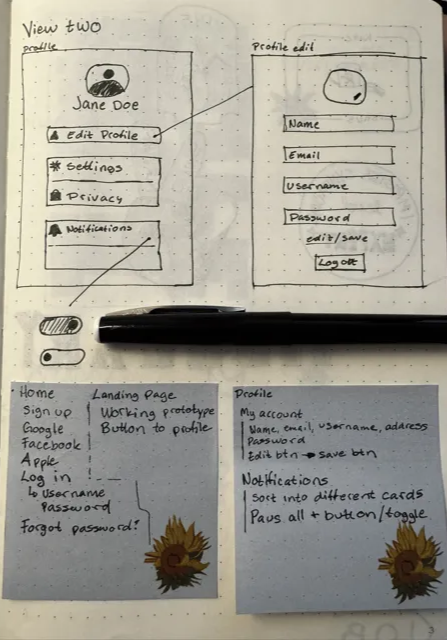 View two
Profile
Jane Doe
Edit Profile
Settings
Privacy
Notifications
Profile edit
Name
Email
Username
Password
edit/save
Log out
Home
Sign up
Google
Facebook
Apple
Log in
↳ Username
Password
Forgot password?
Landing Page
Working prototype
Button to profile
Profile
My account
Name, email, username, address
Password
Edit btn → save btn
Notifications
Sort into different cards
Paus all + button/toggle